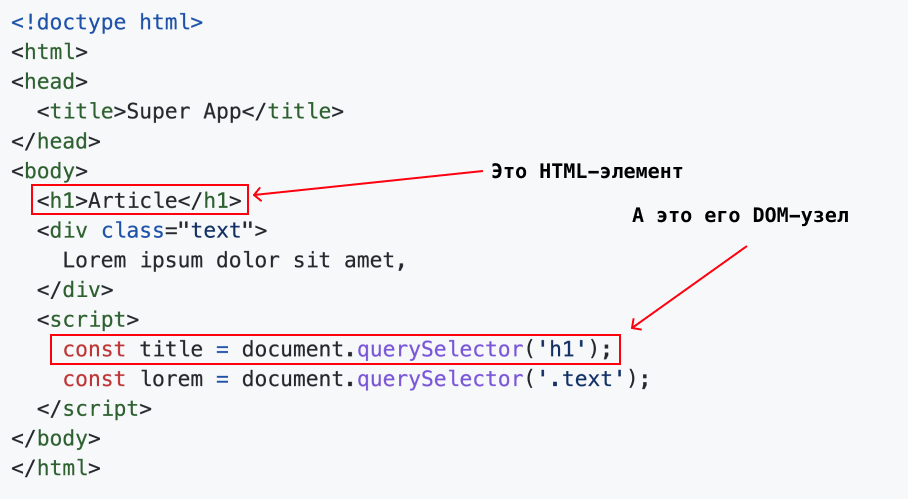 <!doctype html>
<html>
<head>
  <title>Super App</title>
</head>
<body>
Это HTML-элемент
  <h1>Article</h1>
А это его DOM-узел
  <div class="text">
    Lorem ipsum dolor sit amet,
  </div>
  <script>
    const title = document.querySelector('h1');
    const lorem = document.querySelector('.text');
  </script>
</body>
</html>